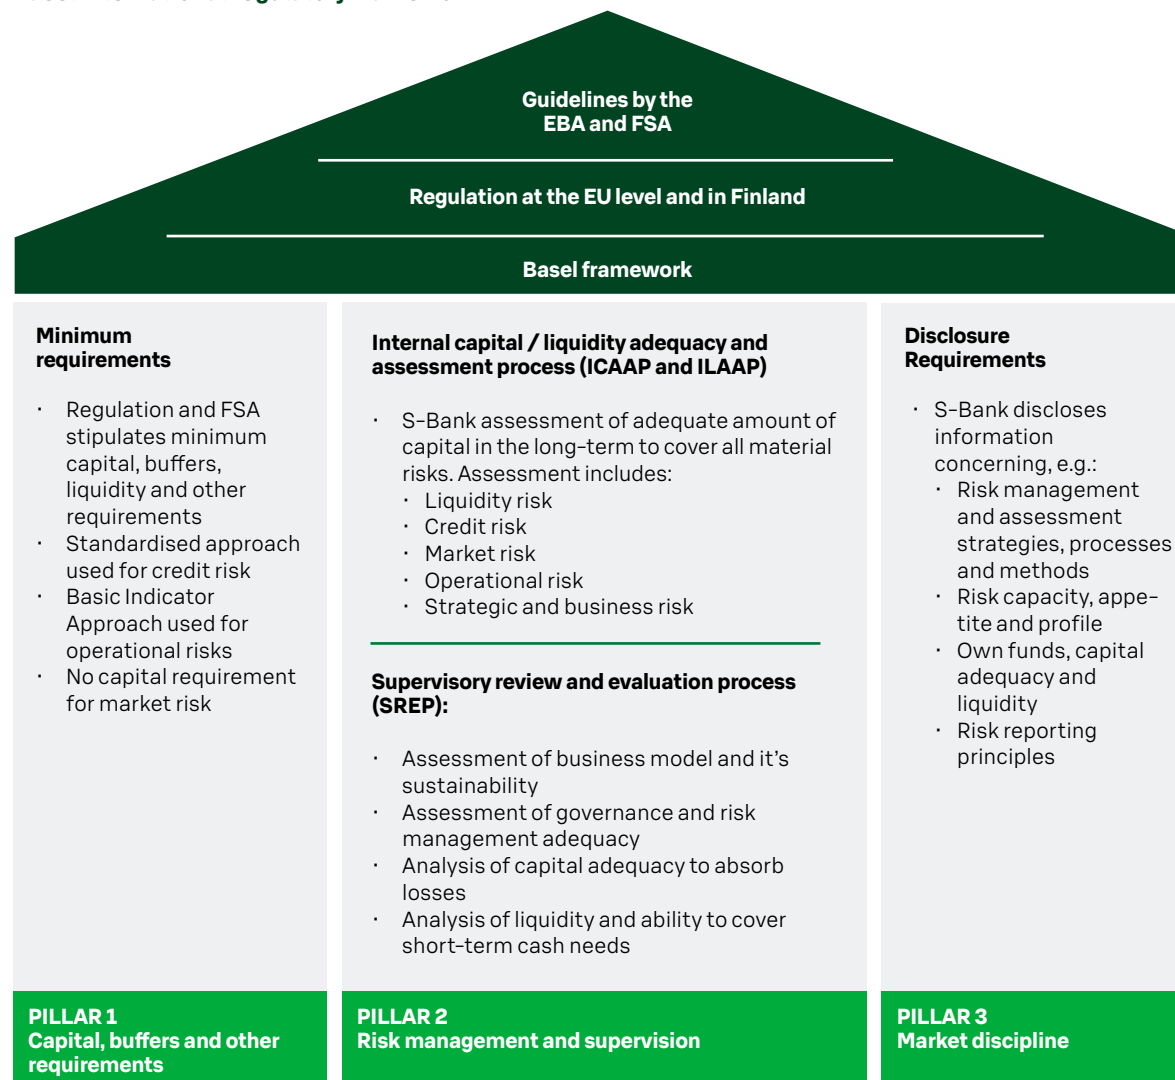 Guidelines by the
EBA and FSA
Regulation at the EU level and in Finland
Basel framework
Minimum
requirements
· Regulation and FSA
stipulates minimum
capital, buffers,
liquidity and other
requirements
· Standardised approach
used for credit risk
· Basic Indicator
Approach used for
operational risks
· No capital requirement
for market risk
PILLAR 1
Capital, buffers and other
requirements
Internal capital / liquidity adequacy and
assessment process (ICAAP and ILAAP)
· S-Bank assessment of adequate amount of
capital in the long-term to cover all material
risks. Assessment includes:
· Liquidity risk
· Credit risk
· Market risk
· Operational risk
· Strategic and business risk
Supervisory review and evaluation process
(SREP):
· Assessment of business model and it's
sustainability
· Assessment of governance and risk
management adequacy
· Analysis of capital adequacy to absorb
losses
· Analysis of liquidity and ability to cover
short-term cash needs
PILLAR 2
Risk management and supervision
Disclosure
Requirements
· S-Bank discloses
information
concerning, e.g.:
· Risk management
and assessment
strategies, processes
and methods
· Risk capacity, appe-
tite and profile
· Own funds, capital
adequacy and
liquidity
· Risk reporting
principles
PILLAR 3
Market discipline